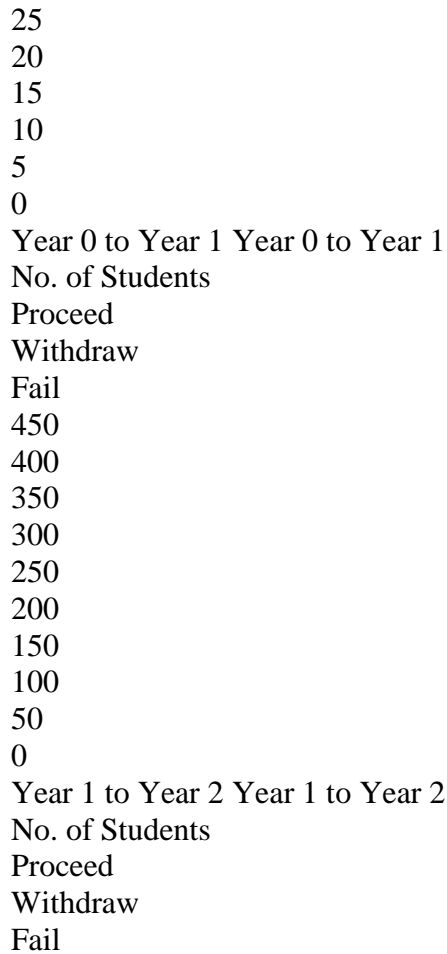 25
20
15
10
5
0
Year 0 to Year 1 Year 0 to Year 1
No. of Students
Proceed
Withdraw
Fail
450
400
350
300
250
200
150
100
50
0
Year 1 to Year 2 Year 1 to Year 2
No. of Students
Proceed
Withdraw
Fail